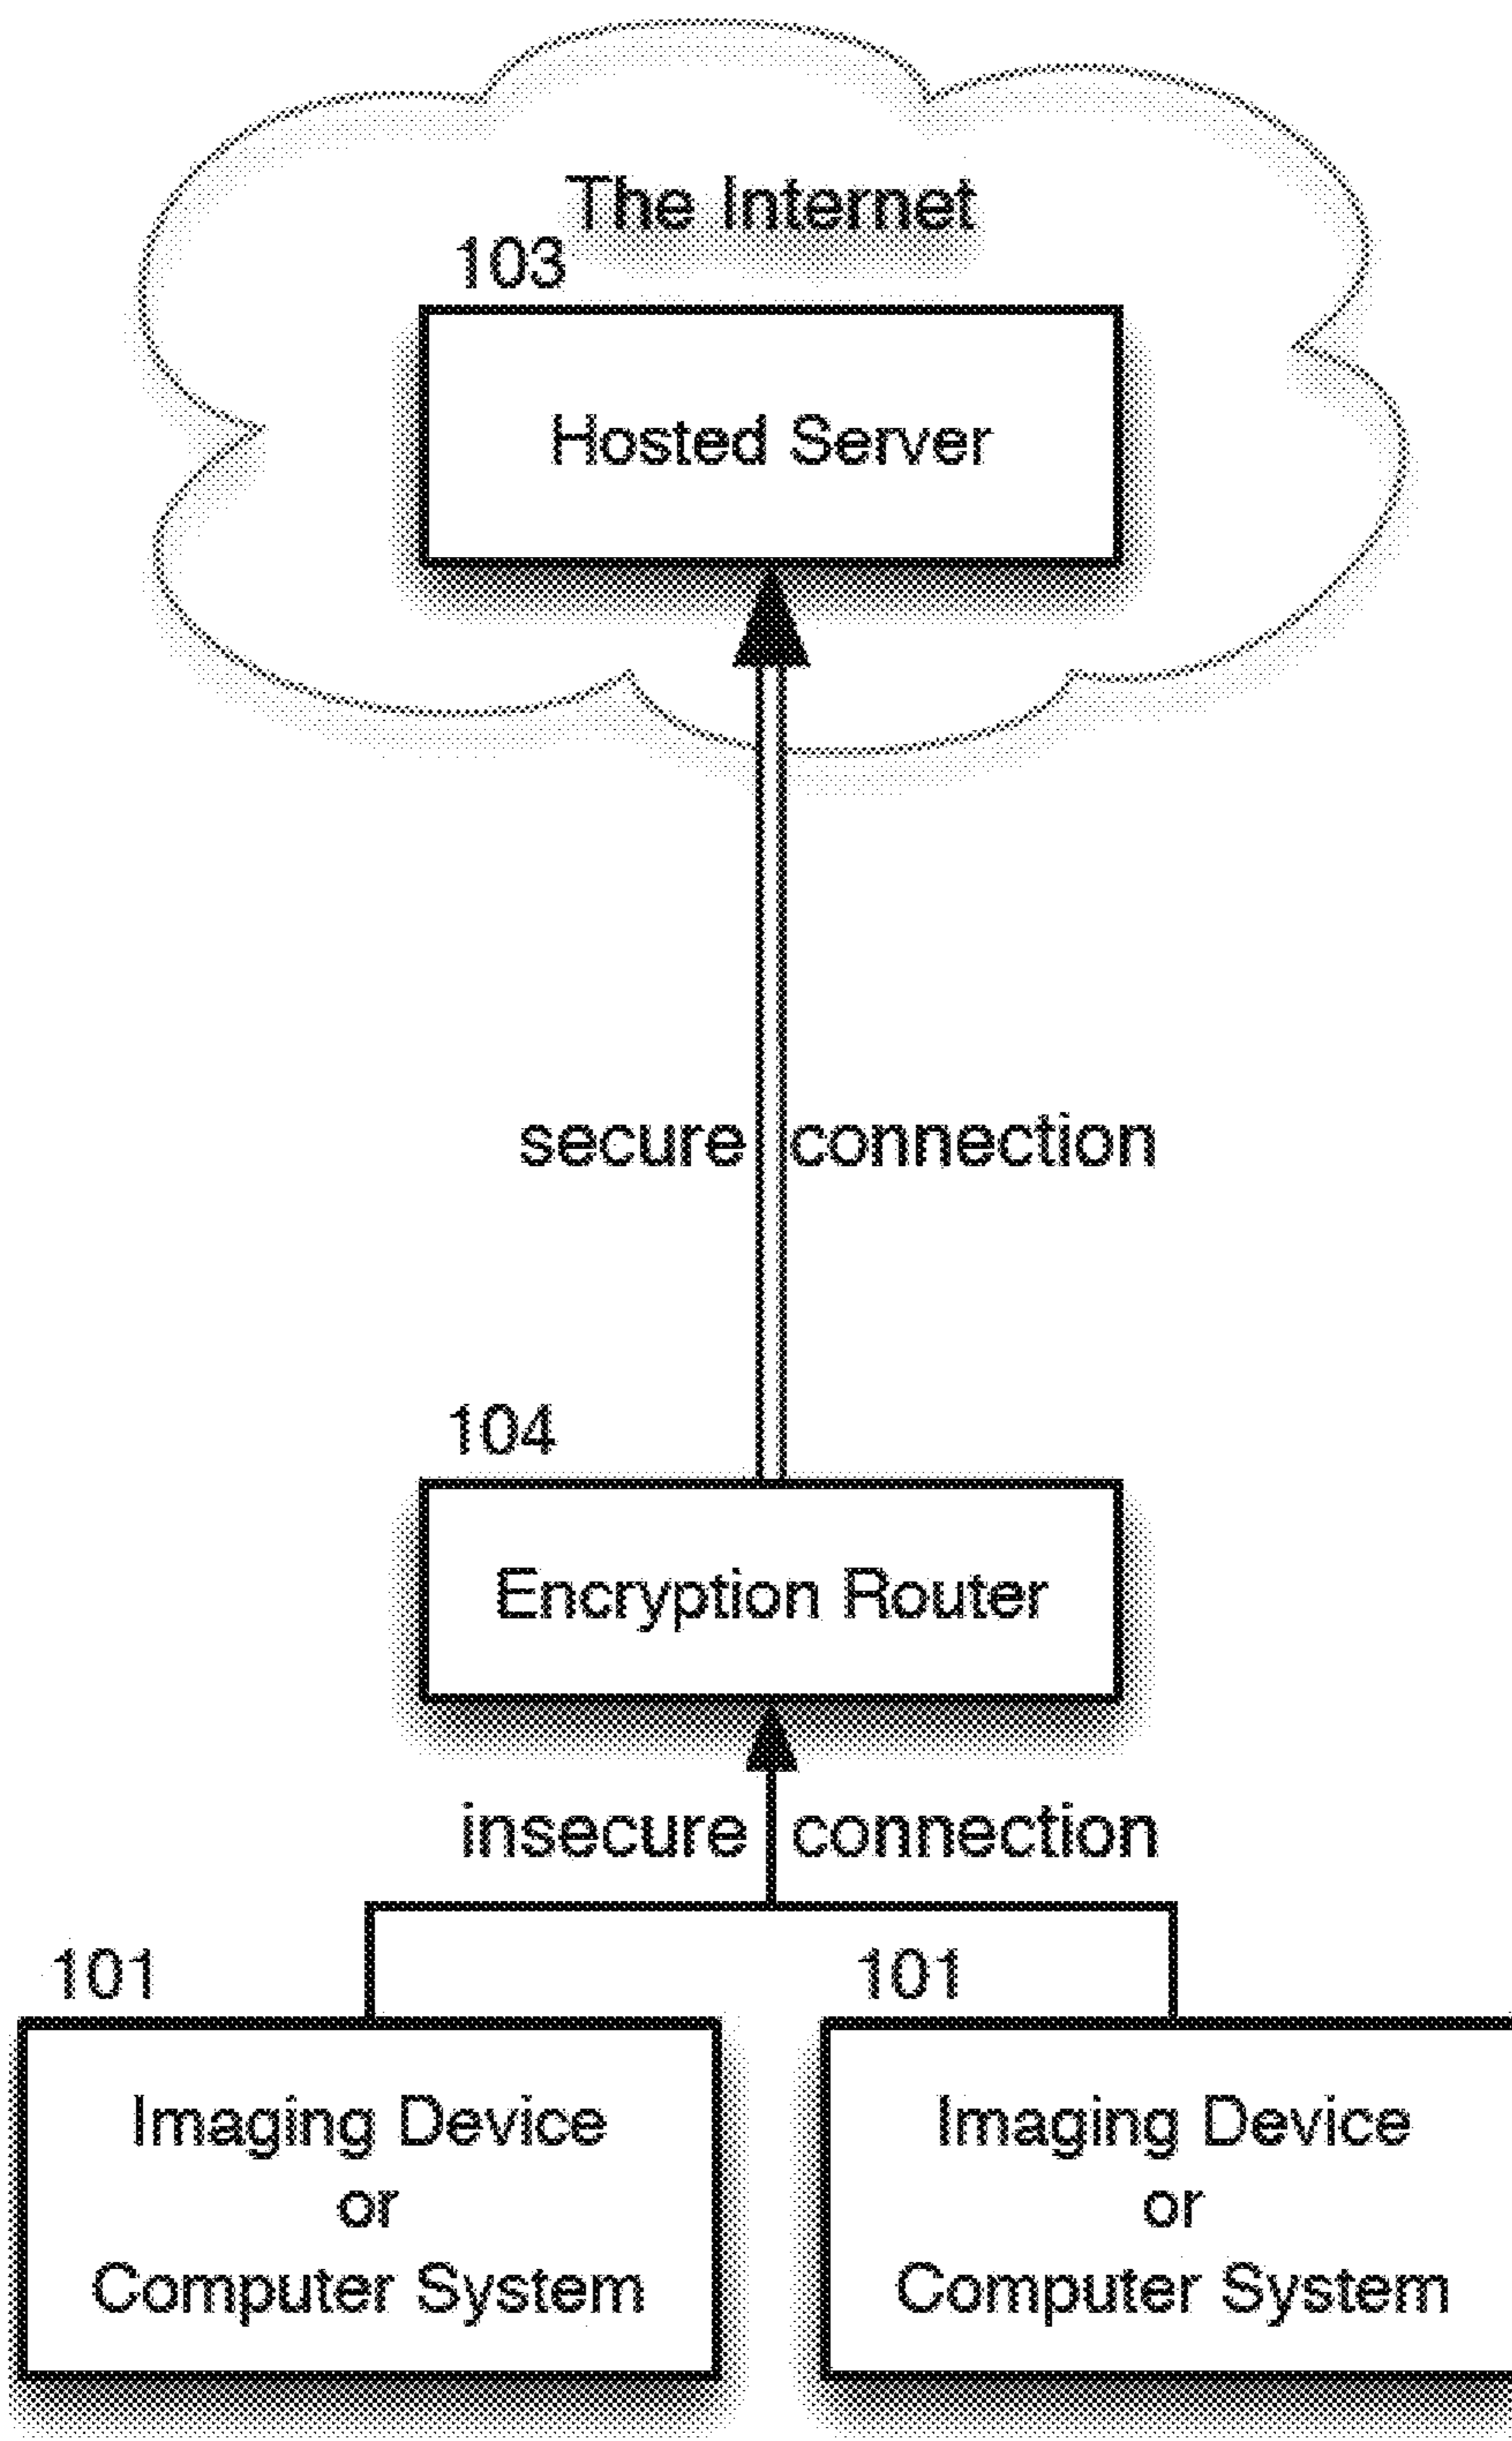 The Internet
103
Hosted Server
secure connection
104
Encryption Router
insecure connection
101
Imaging Device
or
Computer System
101
Imaging Device
or
Computer System